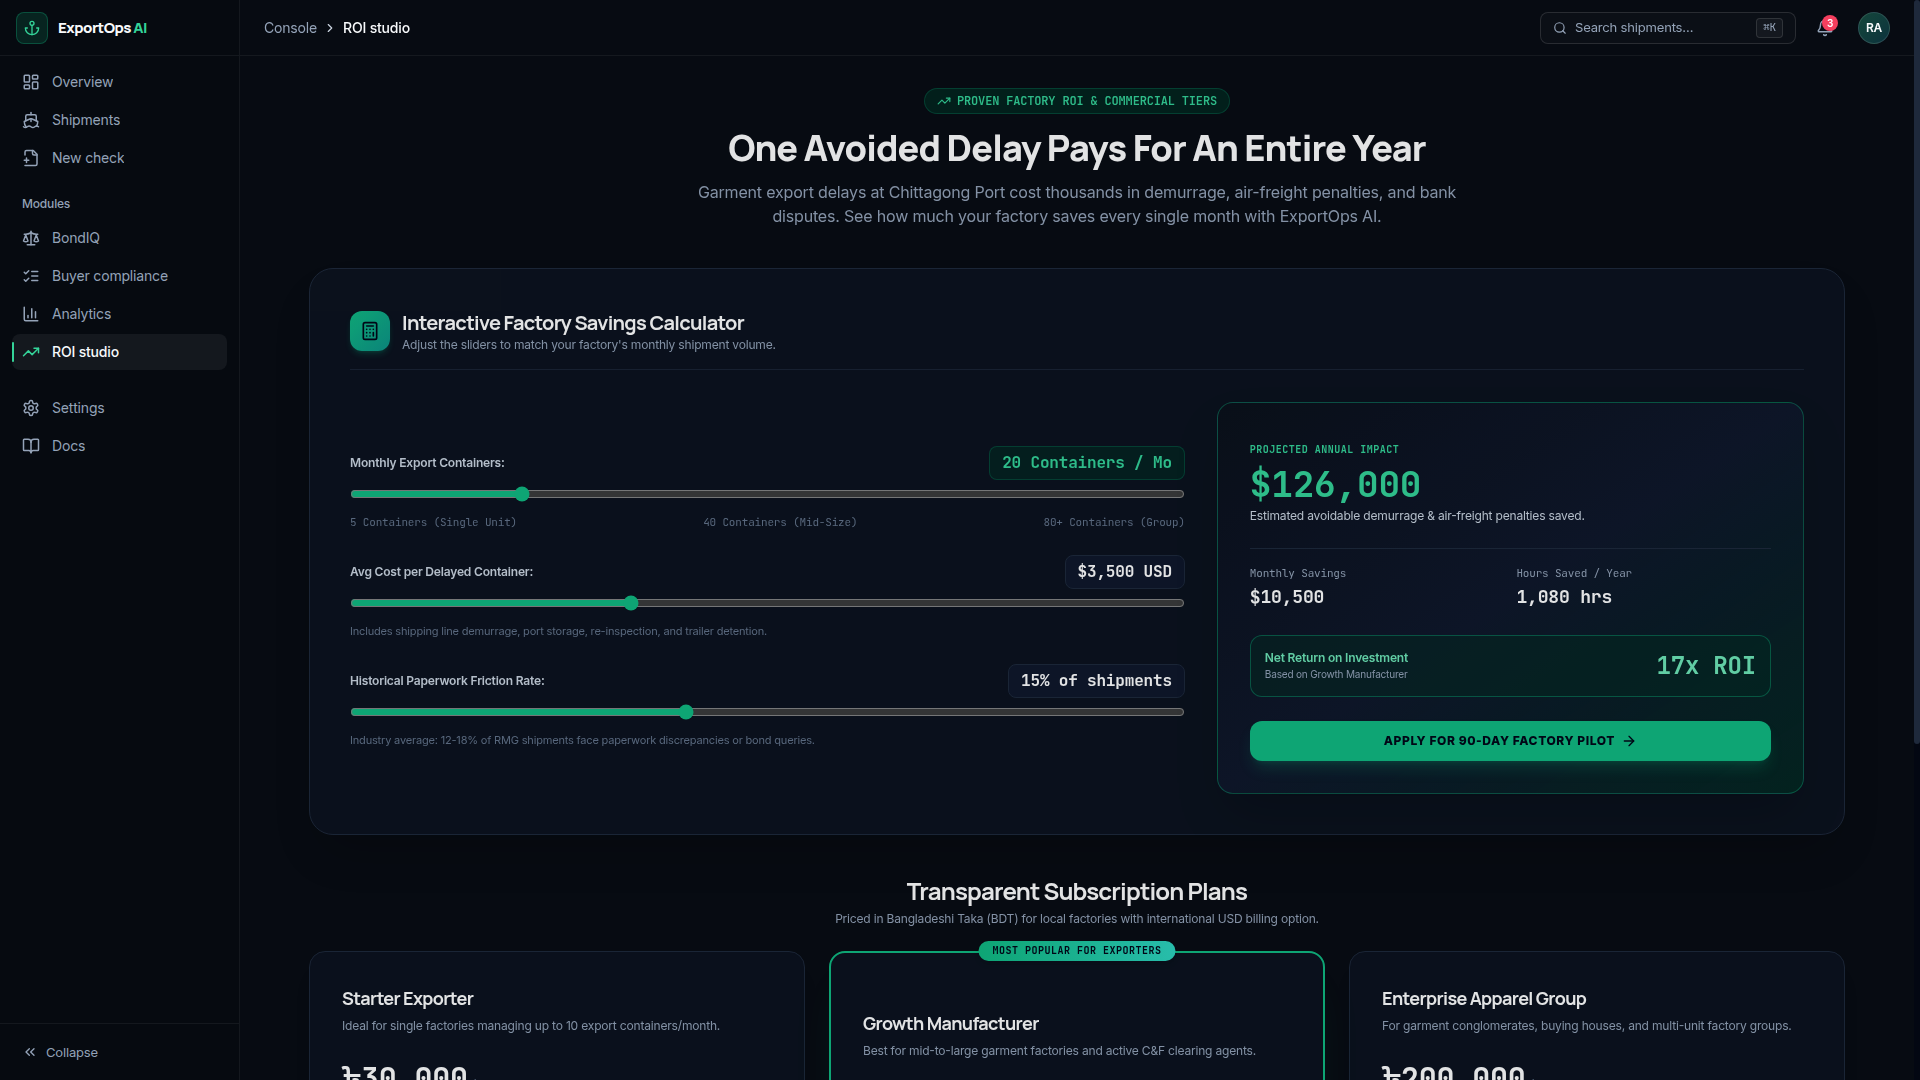 ExportOps AI
Console > ROI studio
Search shipments...
⌘K
3
RA
Overview
Shipments
New check
Modules
BondIQ
Buyer compliance
Analytics
ROI studio
Settings
Docs
Collapse
PROVEN FACTORY ROI & COMMERCIAL TIERS
One Avoided Delay Pays For An Entire Year
Garment export delays at Chittagong Port cost thousands in demurrage, air-freight penalties, and bank
disputes. See how much your factory saves every single month with ExportOps AI.
Interactive Factory Savings Calculator
Adjust the sliders to match your factory's monthly shipment volume.
Monthly Export Containers:
20 Containers / Mo
5 Containers (Single Unit)
40 Containers (Mid-Size)
80+ Containers (Group)
Avg Cost per Delayed Container:
$3,500 USD
Includes shipping line demurrage, port storage, re-inspection, and trailer detention.
Historical Paperwork Friction Rate:
15% of shipments
Industry average: 12-18% of RMG shipments face paperwork discrepancies or bond queries.
PROJECTED ANNUAL IMPACT
$126,000
Estimated avoidable demurrage & air-freight penalties saved.
Monthly Savings
$10,500
Hours Saved / Year
1,080 hrs
Net Return on Investment
Based on Growth Manufacturer
17x ROI
APPLY FOR 90-DAY FACTORY PILOT →
Transparent Subscription Plans
Priced in Bangladeshi Taka (BDT) for local factories with international USD billing option.
Starter Exporter
Ideal for single factories managing up to 10 export containers/month.
৳30,000
MOST POPULAR FOR EXPORTERS
Growth Manufacturer
Best for mid-to-large garment factories and active C&F clearing agents.
Enterprise Apparel Group
For garment conglomerates, buying houses, and multi-unit factory groups.
৳200,000